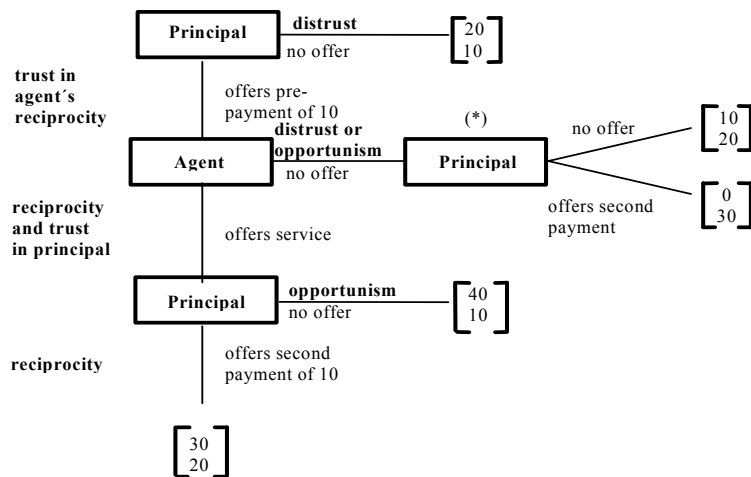 Principal
distrust
no offer
20
10
trust in
agent´s
reciprocity
offers pre-
payment of 10
Agent
distrust or
opportunism
no offer
(*)
Principal
no offer
10
20
offers second
payment
0
30
reciprocity
and trust
in principal
offers service
Principal
opportunism
no offer
40
10
reciprocity
offers second
payment of 10
30
20